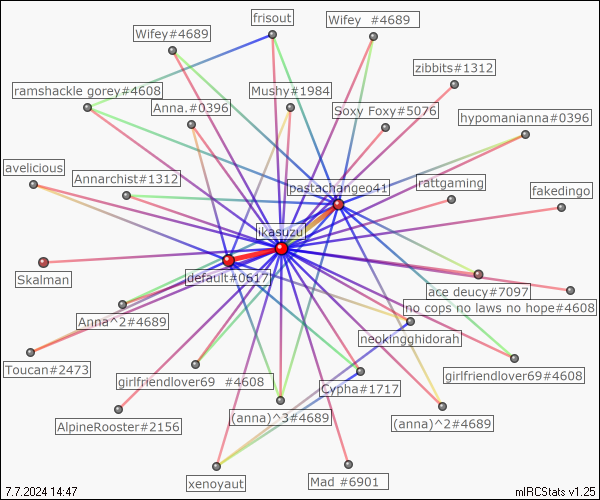 frisout
Wifey  #4689
Wifey#4689
zibbits#1312
ramshackle gorey#4608
Mushy#1984
Anna.#0396
Soxy Foxy#5076
hypomanianna#0396
avelicious
Annarchist#1312
pastachangeo41
rattgaming
fakedingo
ikasuzu
Skalman
default#0617
ace deucy#7097
no cops no laws no hope#4608
Anna^2#4689
neokingghidorah
Toucan#2473
girlfriendlover69  #4608
Cypha#1717
girlfriendlover69#4608
AlpineRooster#2156
(anna)^3#4689
(anna)^2#4689
xenoyaut
Mad  #6901
7.7.2024 14:47
mIRCStats v1.25